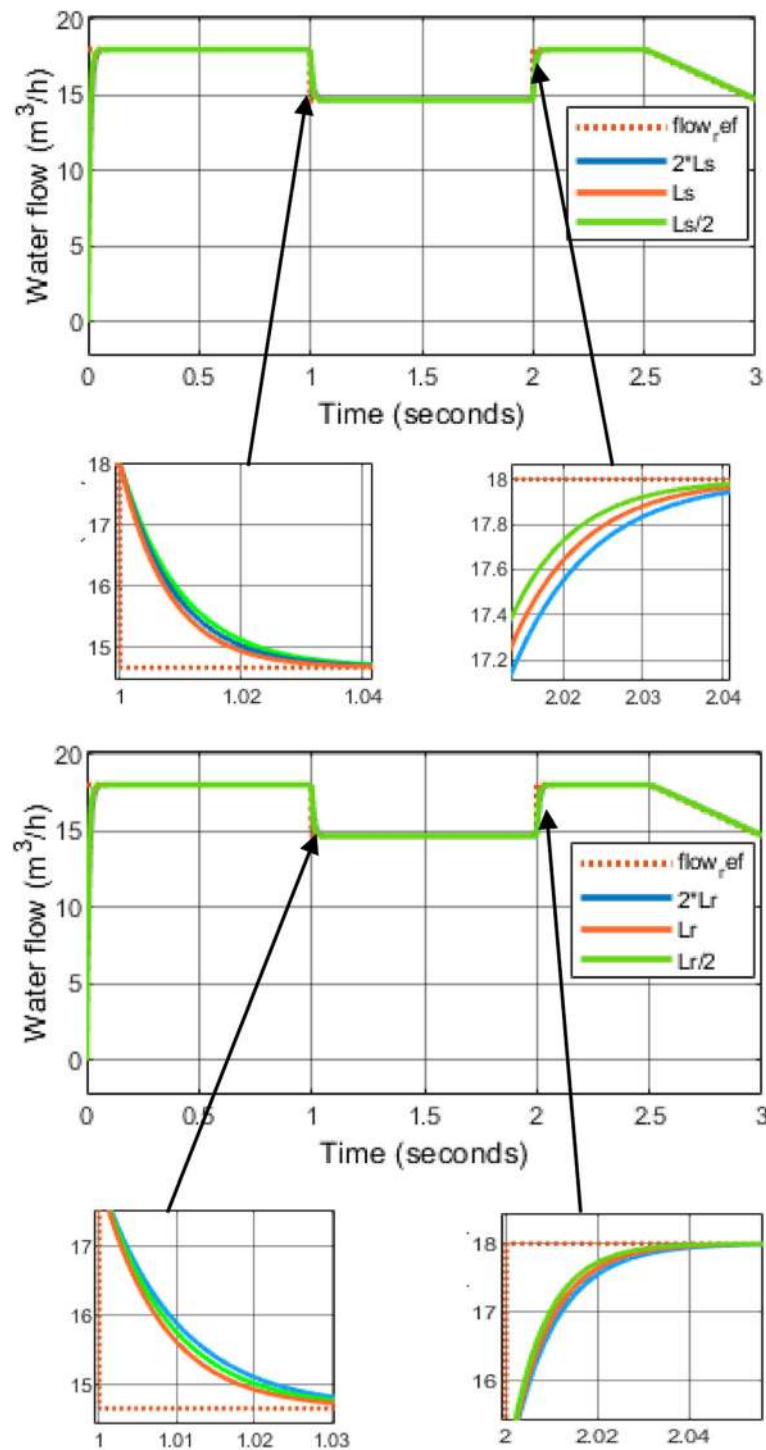 20
15
10
5
0
Water flow (m³/h)
flow_ref
2*Ls
Ls
Ls/2
0 0.5 1 1.5 2 2.5 3
Time (seconds)
18
17
16
15
1 1.02 1.04
18
17.8
17.6
17.4
17.2
2.02 2.03 2.04
20
15
10
5
0
Water flow (m³/h)
flow_ref
2*Lr
Lr
Lr/2
0 0.5 1 1.5 2 2.5 3
Time (seconds)
17
16
15
1 1.01 1.02 1.03
18
17
16
2 2.02 2.04